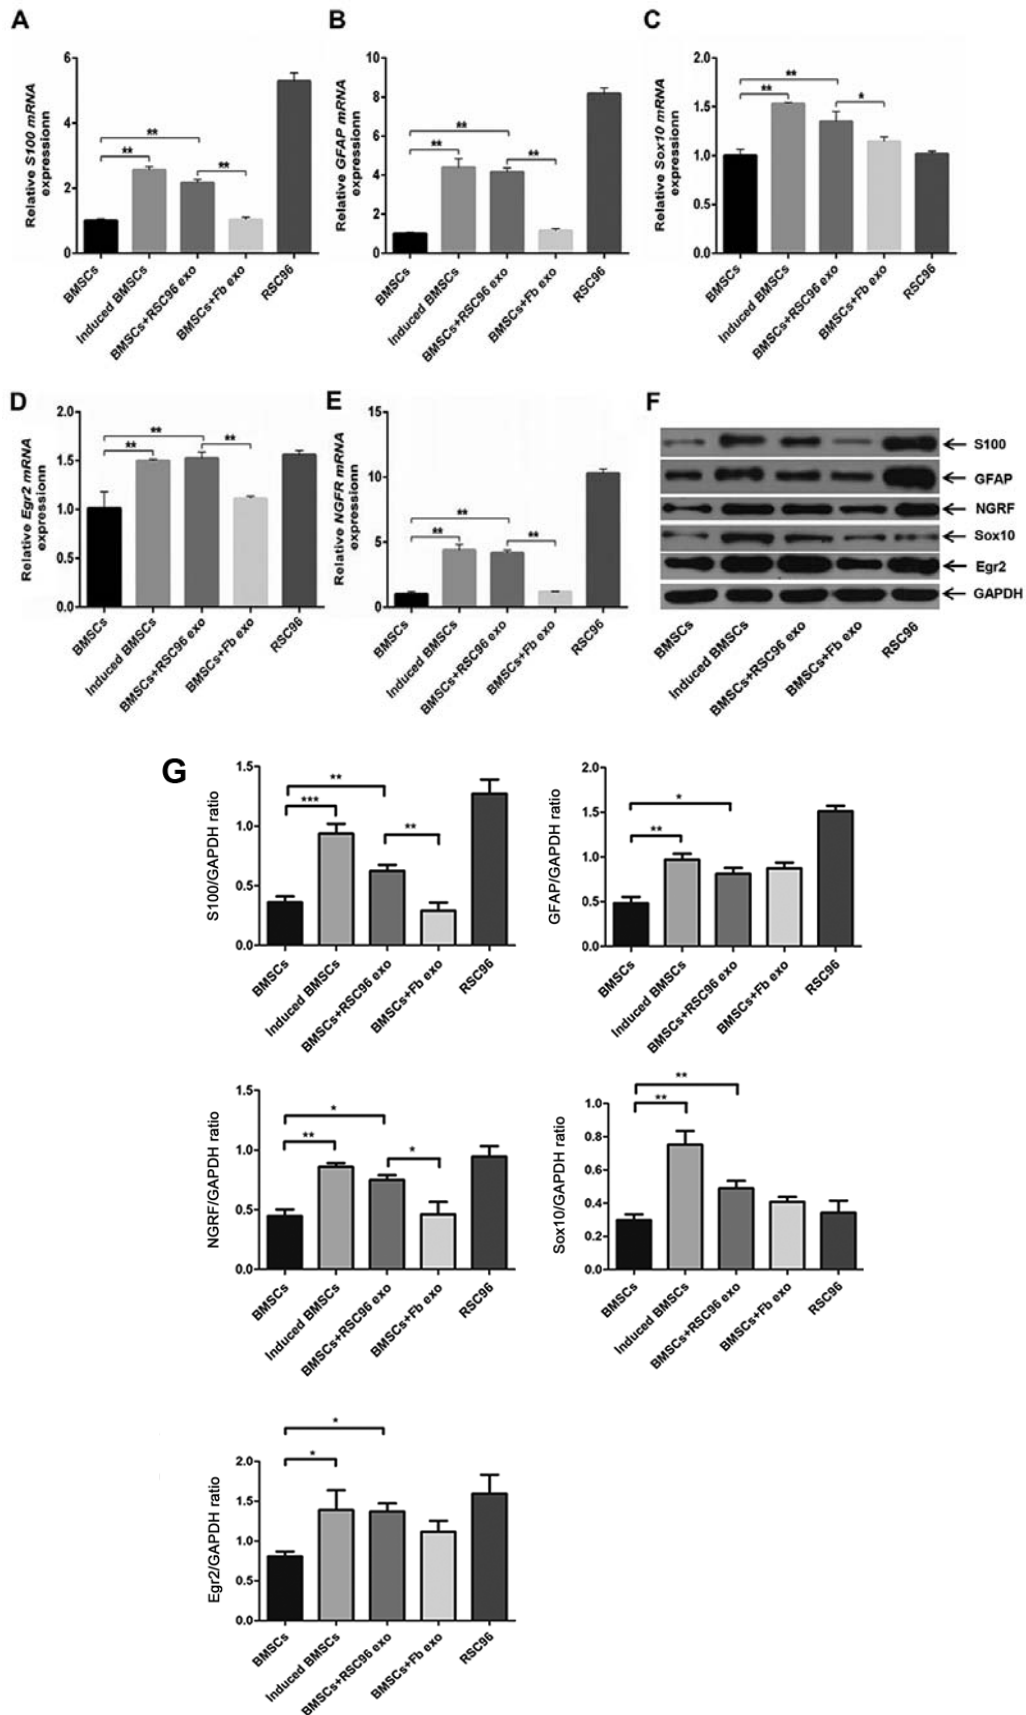 A
Relative S100 mRNA
expressionn
6
4
2
0
**
**
**
BMSCs
Induced BMSCs
BMSCs+RSC96 exo
BMSCs+Fb exo
RSC96
B
Relative GFAP mRNA
expressionn
10
8
6
4
2
0
**
**
**
BMSCs
Induced BMSCs
BMSCs+RSC96 exo
BMSCs+Fb exo
RSC96
C
Relative Sox10 mRNA
expressionn
2.0
1.5
1.0
0.5
0.0
**
**
*
BMSCs
Induced BMSCs
BMSCs+RSC96 exo
BMSCs+Fb exo
RSC96
D
Relative Egr2 mRNA
expressionn
2.0
1.5
1.0
0.5
0.0
**
**
**
BMSCs
Induced BMSCs
BMSCs+RSC96 exo
BMSCs+Fb exo
RSC96
E
Relative NGFR mRNA
expressionn
15
10
5
0
**
**
**
BMSCs
Induced BMSCs
BMSCs+RSC96 exo
BMSCs+Fb exo
RSC96
F
S100
GFAP
NGRF
Sox10
Egr2
GAPDH
BMSCs
Induced BMSCs
BMSCs+RSC96 exo
BMSCs+Fb exo
RSC96
G
S100/GAPDH ratio
1.5
1.0
0.5
0.0
**
***
**
BMSCs
Induced BMSCs
BMSCs+RSC96 exo
BMSCs+Fb exo
RSC96
GFAP/GAPDH ratio
2.0
1.5
1.0
0.5
0.0
*
**
BMSCs
Induced BMSCs
BMSCs+RSC96 exo
BMSCs+Fb exo
RSC96
NGRF/GAPDH ratio
1.5
1.0
0.5
0.0
*
**
*
BMSCs
Induced BMSCs
BMSCs+RSC96 exo
BMSCs+Fb exo
RSC96
Sox10/GAPDH ratio
1.0
0.8
0.6
0.4
0.2
0.0
**
**
BMSCs
Induced BMSCs
BMSCs+RSC96 exo
BMSCs+Fb exo
RSC96
Egr2/GAPDH ratio
2.0
1.5
1.0
0.5
0.0
*
*
BMSCs
Induced BMSCs
BMSCs+RSC96 exo
BMSCs+Fb exo
RSC96